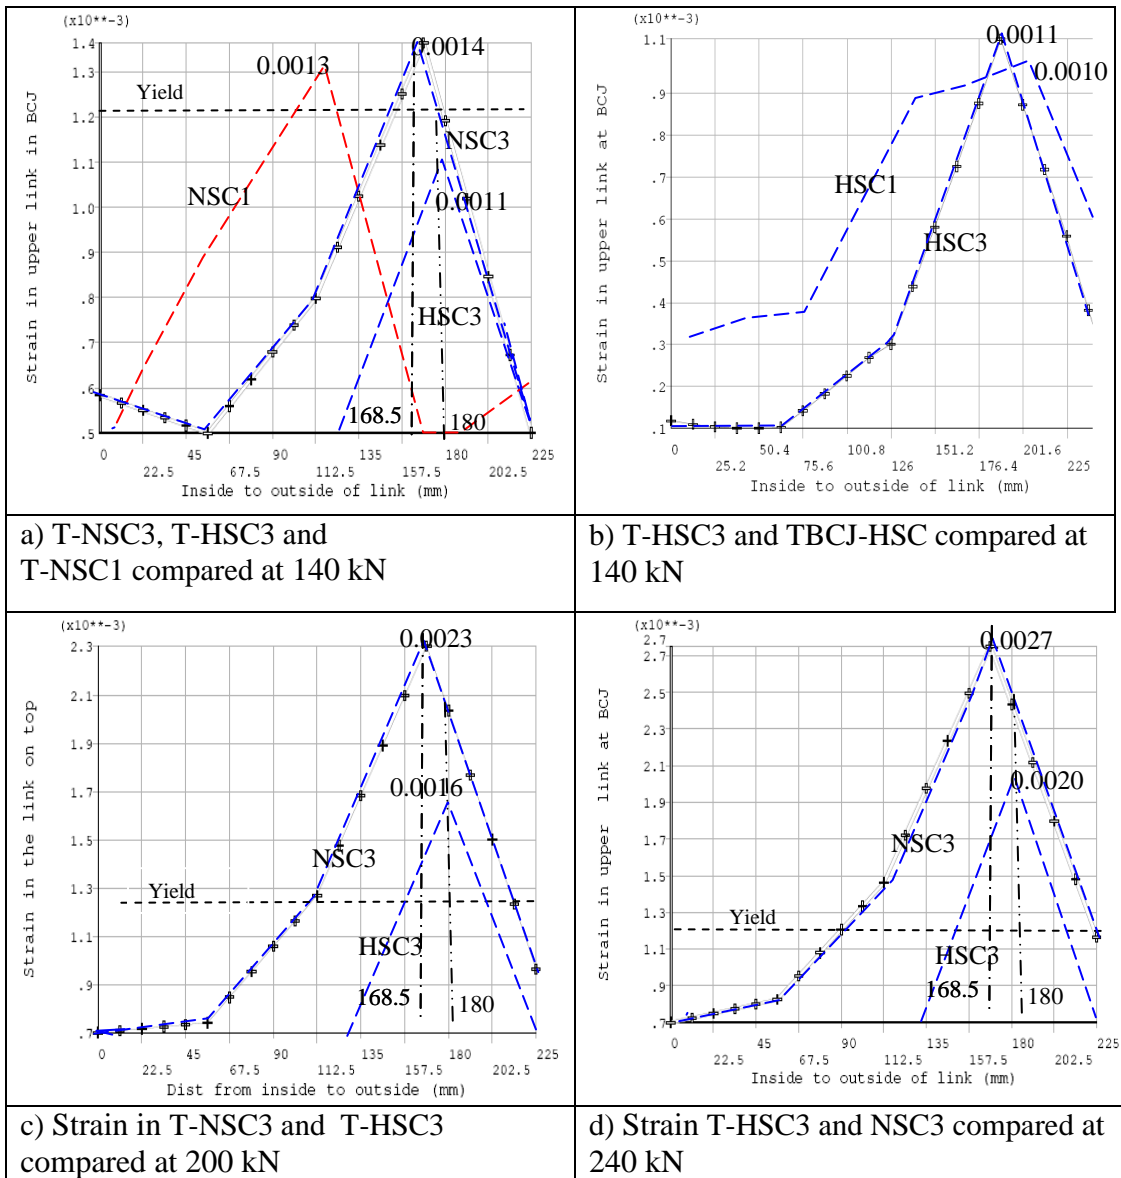 (x10**-3)
1.4
1.3
1.2
1.1
1.0
.9
.8
.7
.6
.5
Strain in upper link in BCJ
0.0013
0.0014
Yield
NSC3
NSC1
0.0011
HSC3
168.5
180
0 45 90 135 180 225
22.5 67.5 112.5 157.5 202.5
Inside to outside of link (mm)
a) T-NSC3, T-HSC3 and
T-NSC1 compared at 140 kN
(x10**-3)
1.1
.9
.8
.7
.6
.5
.4
.3
.2
.1
Strain in upper link at BCJ
0.0011
0.0010
HSC1
HSC3
0 50.4 100.8 151.2 201.6
25.2 75.6 126 176.4 225
Inside to outside of link (mm)
b) T-HSC3 and TBCJ-HSC compared at
140 kN
(x10**-3)
2.3
2.1
1.9
1.7
1.5
1.3
1.1
.9
.7
Strain in the link on top
0.0023
0.0016
NSC3
Yield
HSC3
168.5
180
0 45 90 135 180 225
22.5 67.5 112.5 157.5 202.5
Dist from inside to outside (mm)
c) Strain in T-NSC3 and T-HSC3
compared at 200 kN
(x10**-3)
2.7
2.7
2.5
2.3
2.1
1.9
1.7
1.5
1.3
1.1
.9
.7
Strain in upper link at BCJ
0.0027
0.0020
NSC3
Yield
HSC3
168.5
180
0 45 90 135 180 225
22.5 67.5 112.5 157.5 202.5
Inside to outside of link (mm)
d) Strain T-HSC3 and NSC3 compared at
240 kN